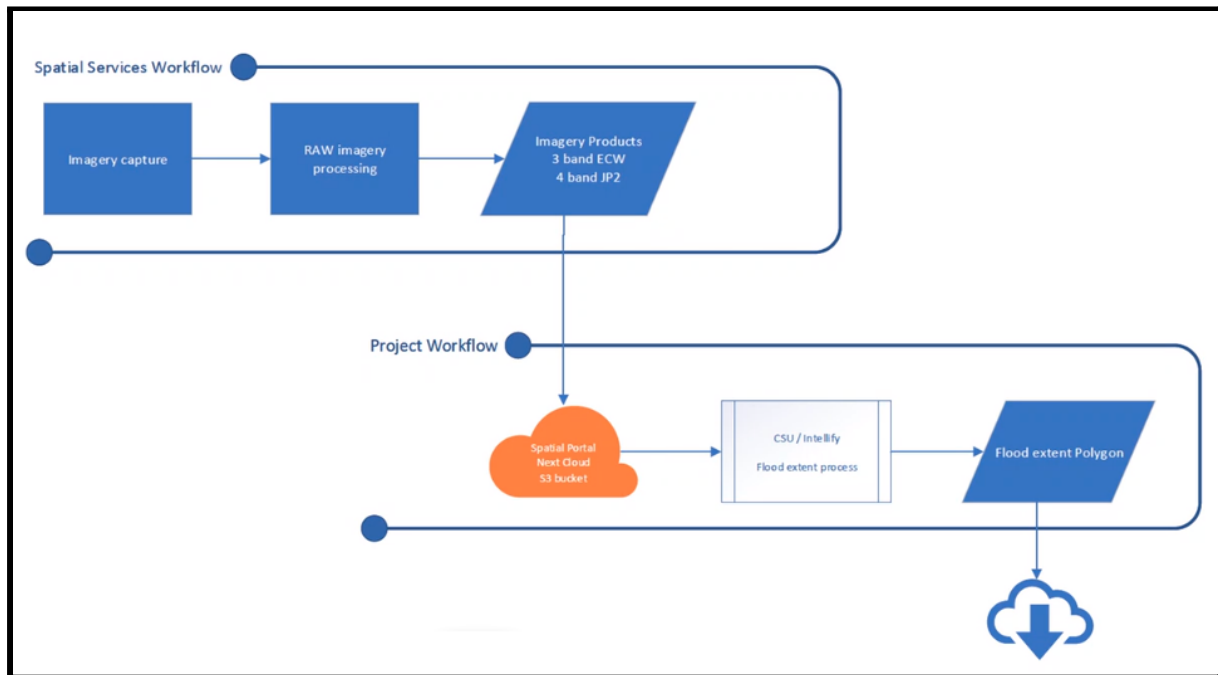 Spatial Services Workflow
Imagery capture
RAW imagery
processing
Imagery Products
3 band ECW
4 band JP2
Project Workflow
Spatial Portal
Next Cloud
S3 bucket
CSU / Intellify
Flood extent process
Flood extent Polygon